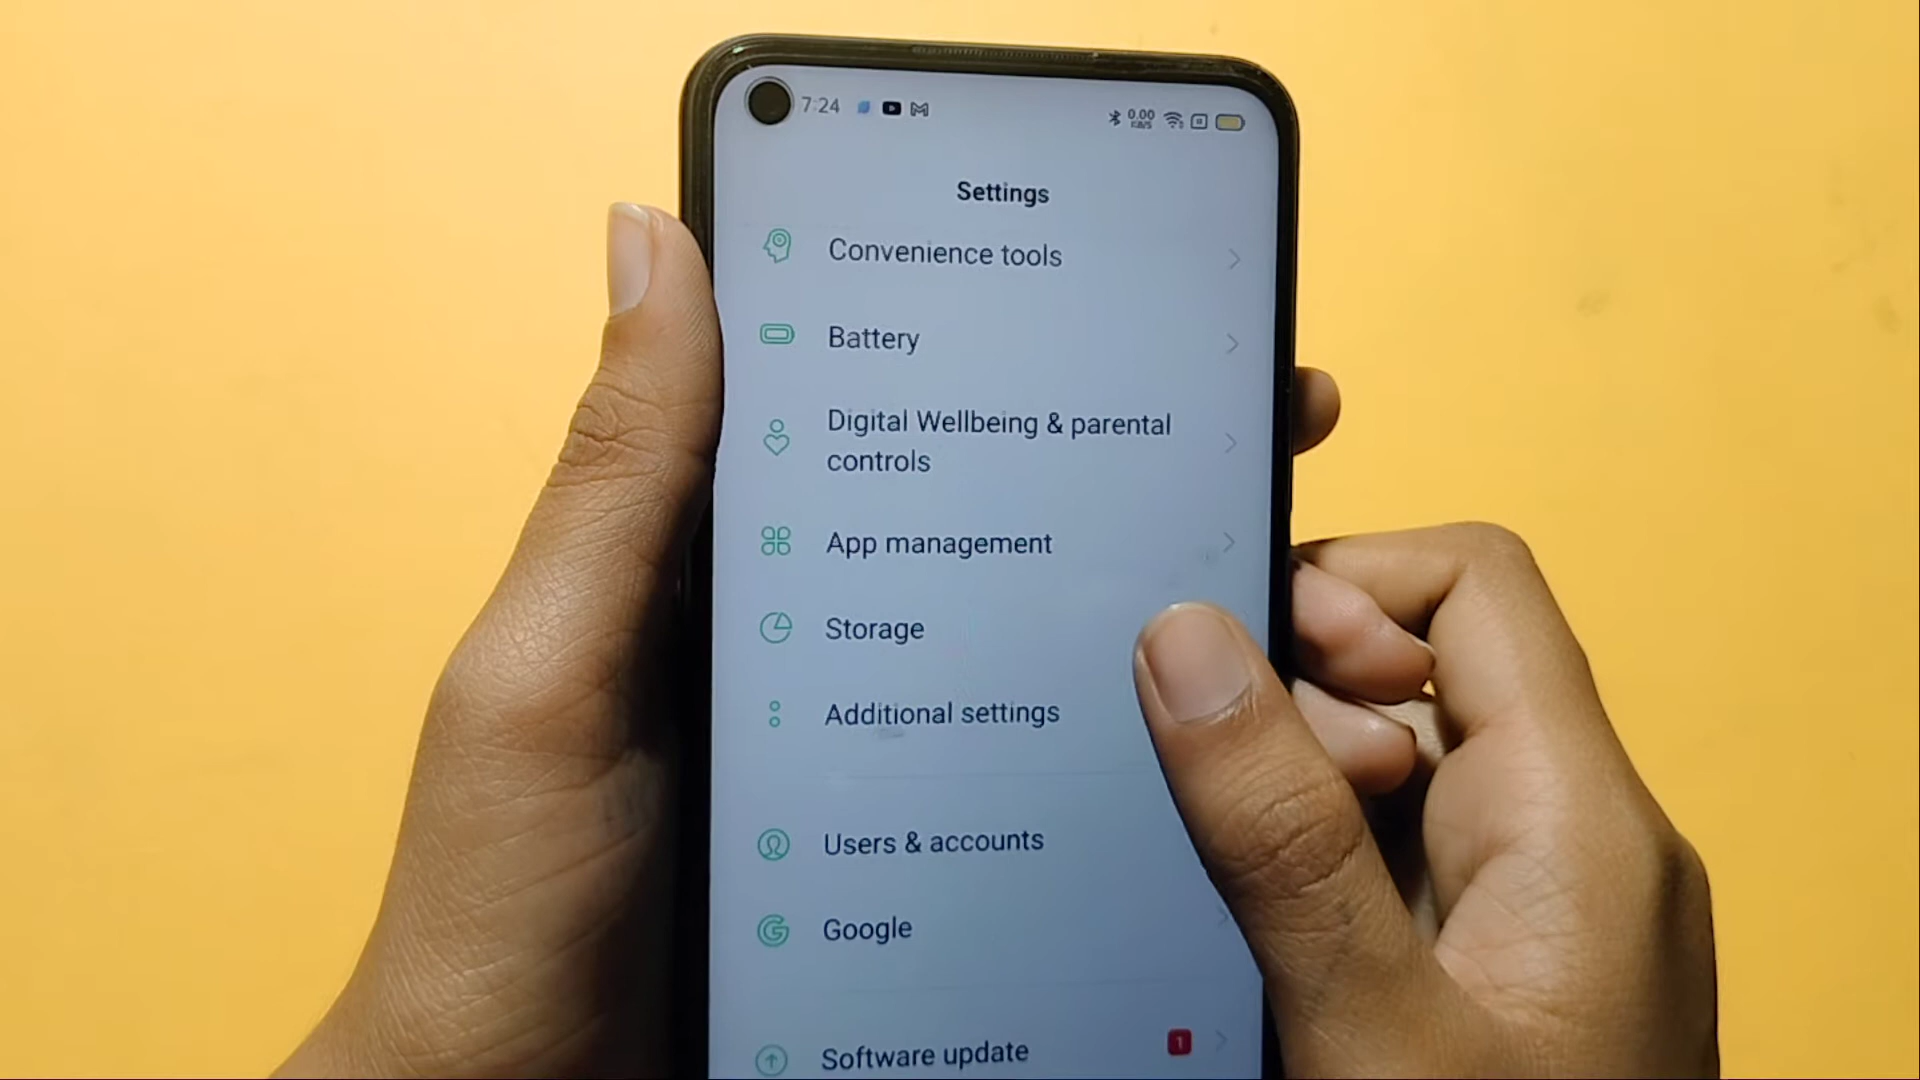 7:24
0.00
KB/S
Settings
Convenience tools
Battery
Digital Wellbeing & parental
controls
App management
Storage
Additional settings
Users & accounts
Google
Software update
1